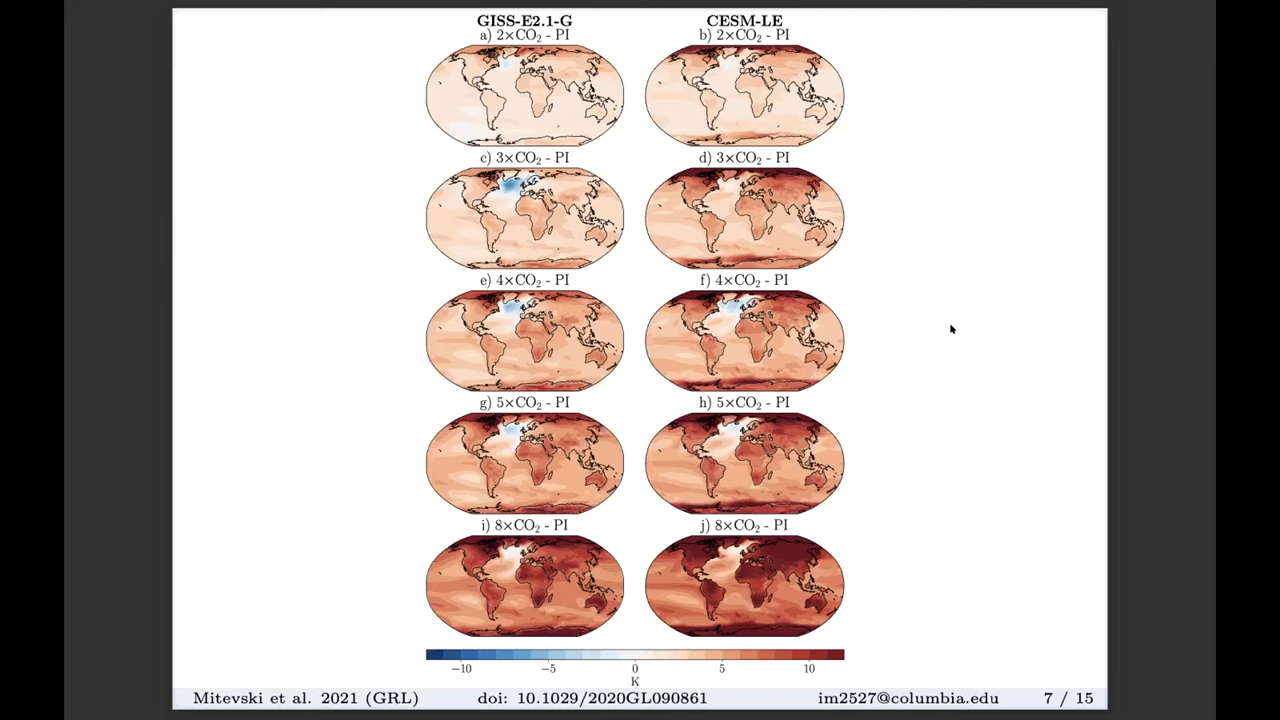 GISS-E2.1-G CESM-LE
a) 2×CO₂ - PI b) 2×CO₂ - PI
c) 3×CO₂ - PI d) 3×CO₂ - PI
e) 4×CO₂ - PI f) 4×CO₂ - PI
g) 5×CO₂ - PI h) 5×CO₂ - PI
i) 8×CO₂ - PI j) 8×CO₂ - PI
−10 −5 0 5 10
K
Mitevski et al. 2021 (GRL) doi: 10.1029/2020GL090861 im2527@columbia.edu 7 / 15